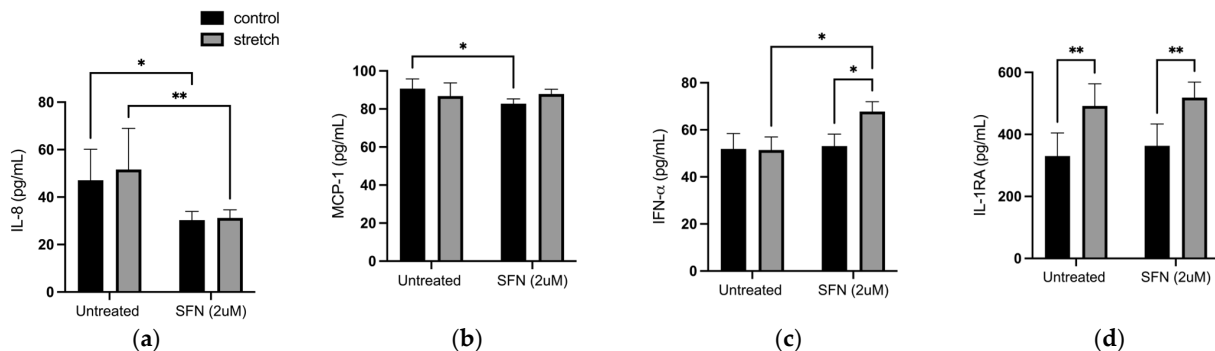 control
stretch
*
**
IL-8 (pg/mL)
80
60
40
20
0
Untreated
SFN (2uM)
(a)
*
MCP-1 (pg/mL)
100
80
60
40
20
0
Untreated
SFN (2uM)
(b)
*
*
IFN-α (pg/mL)
80
60
40
20
0
Untreated
SFN (2uM)
(c)
**
**
IL-1RA (pg/mL)
600
400
200
0
Untreated
SFN (2uM)
(d)